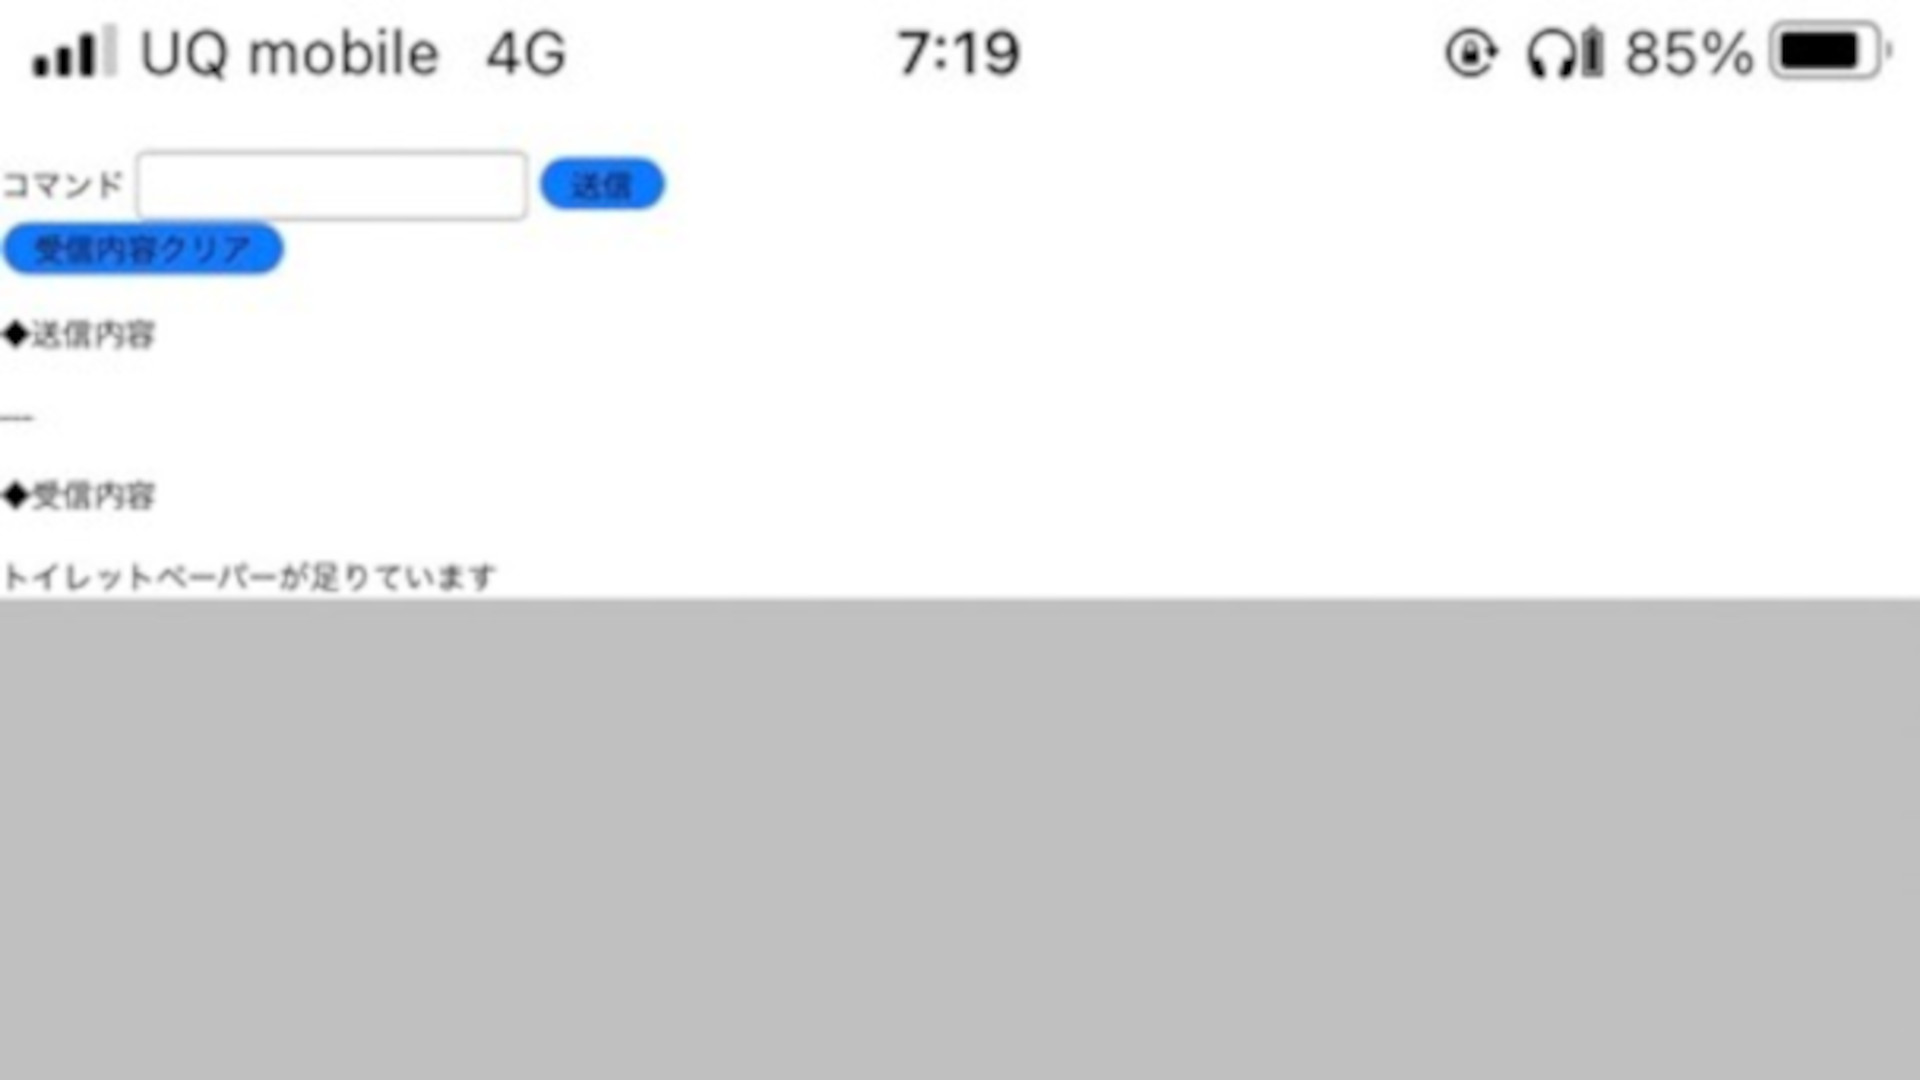 UQ mobile 4G 7:19 85%
コマンド 送信
受信内容クリア
◆送信内容
---
◆受信内容
トイレットペーパーが足りています